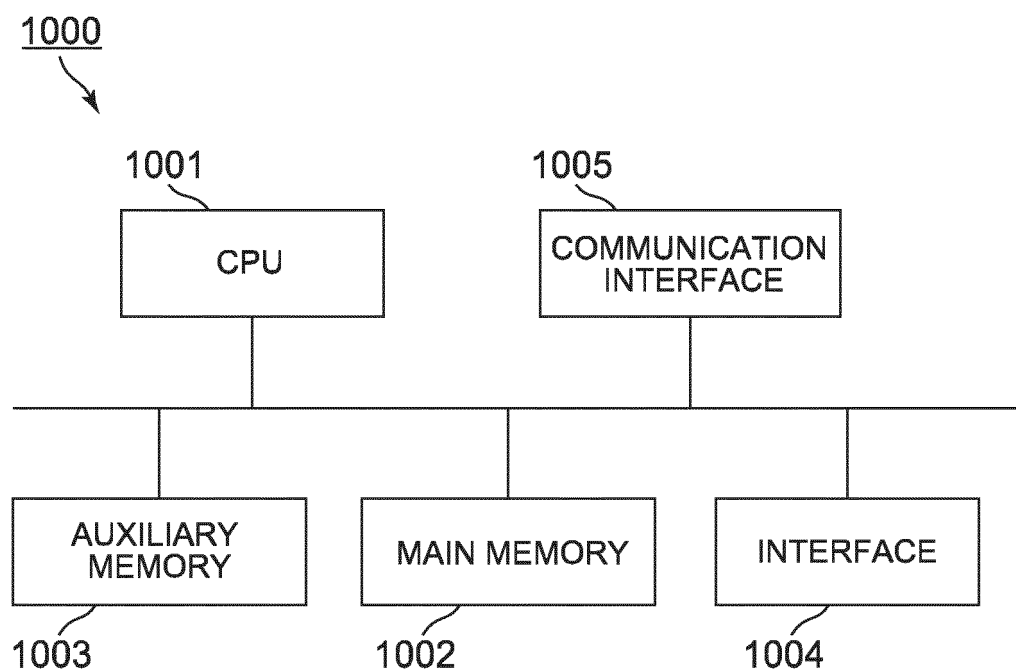 1000
1001
CPU
1005
COMMUNICATION
INTERFACE
AUXILIARY
MEMORY
1003
MAIN MEMORY
1002
INTERFACE
1004